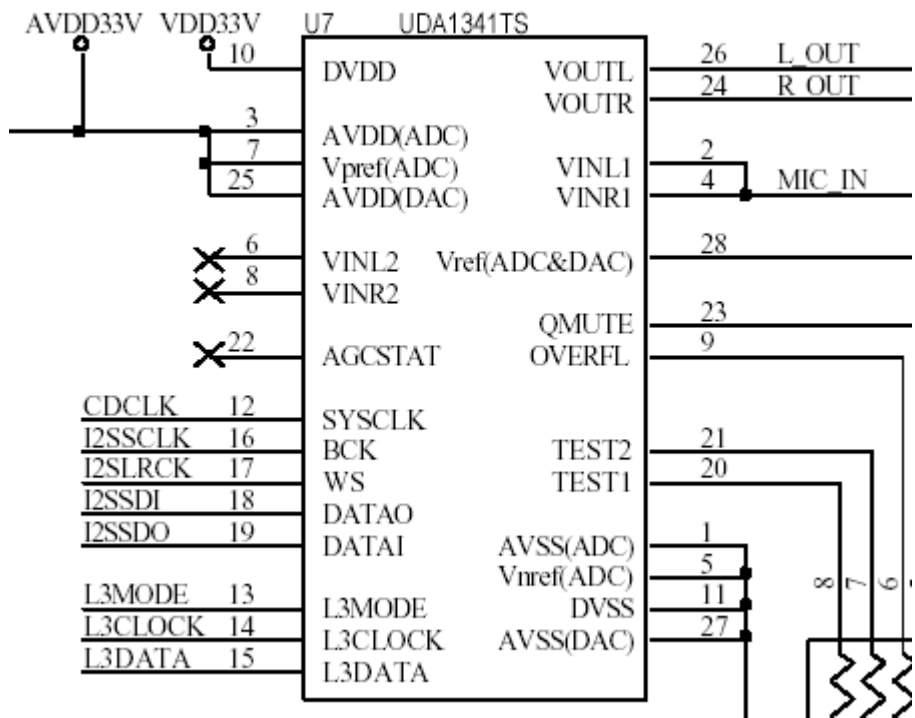 AVDD33V VDD33V U7 UDA1341TS
10 DVDD VOUTL 26 L_OUT
VOUTR 24 R_OUT
3 AVDD(ADC)
7 Vpref(ADC) VINL1 2
25 AVDD(DAC) VINR1 4 MIC_IN
6 VINL2 Vref(ADC&DAC) 28
8 VINR2
QMUTE 23
22 AGCSTAT OVERFL 9
CDCLK 12 SYSCLK
I2SSCLK 16 BCK TEST2 21
I2SLRCK 17 WS TEST1 20
I2SSDI 18 DATAO
I2SSDO 19 DATAI AVSS(ADC) 1
Vnref(ADC) 5
L3MODE 13 L3MODE DVSS 11
L3CLOCK 14 L3CLOCK AVSS(DAC) 27
L3DATA 15 L3DATA
8 7 6